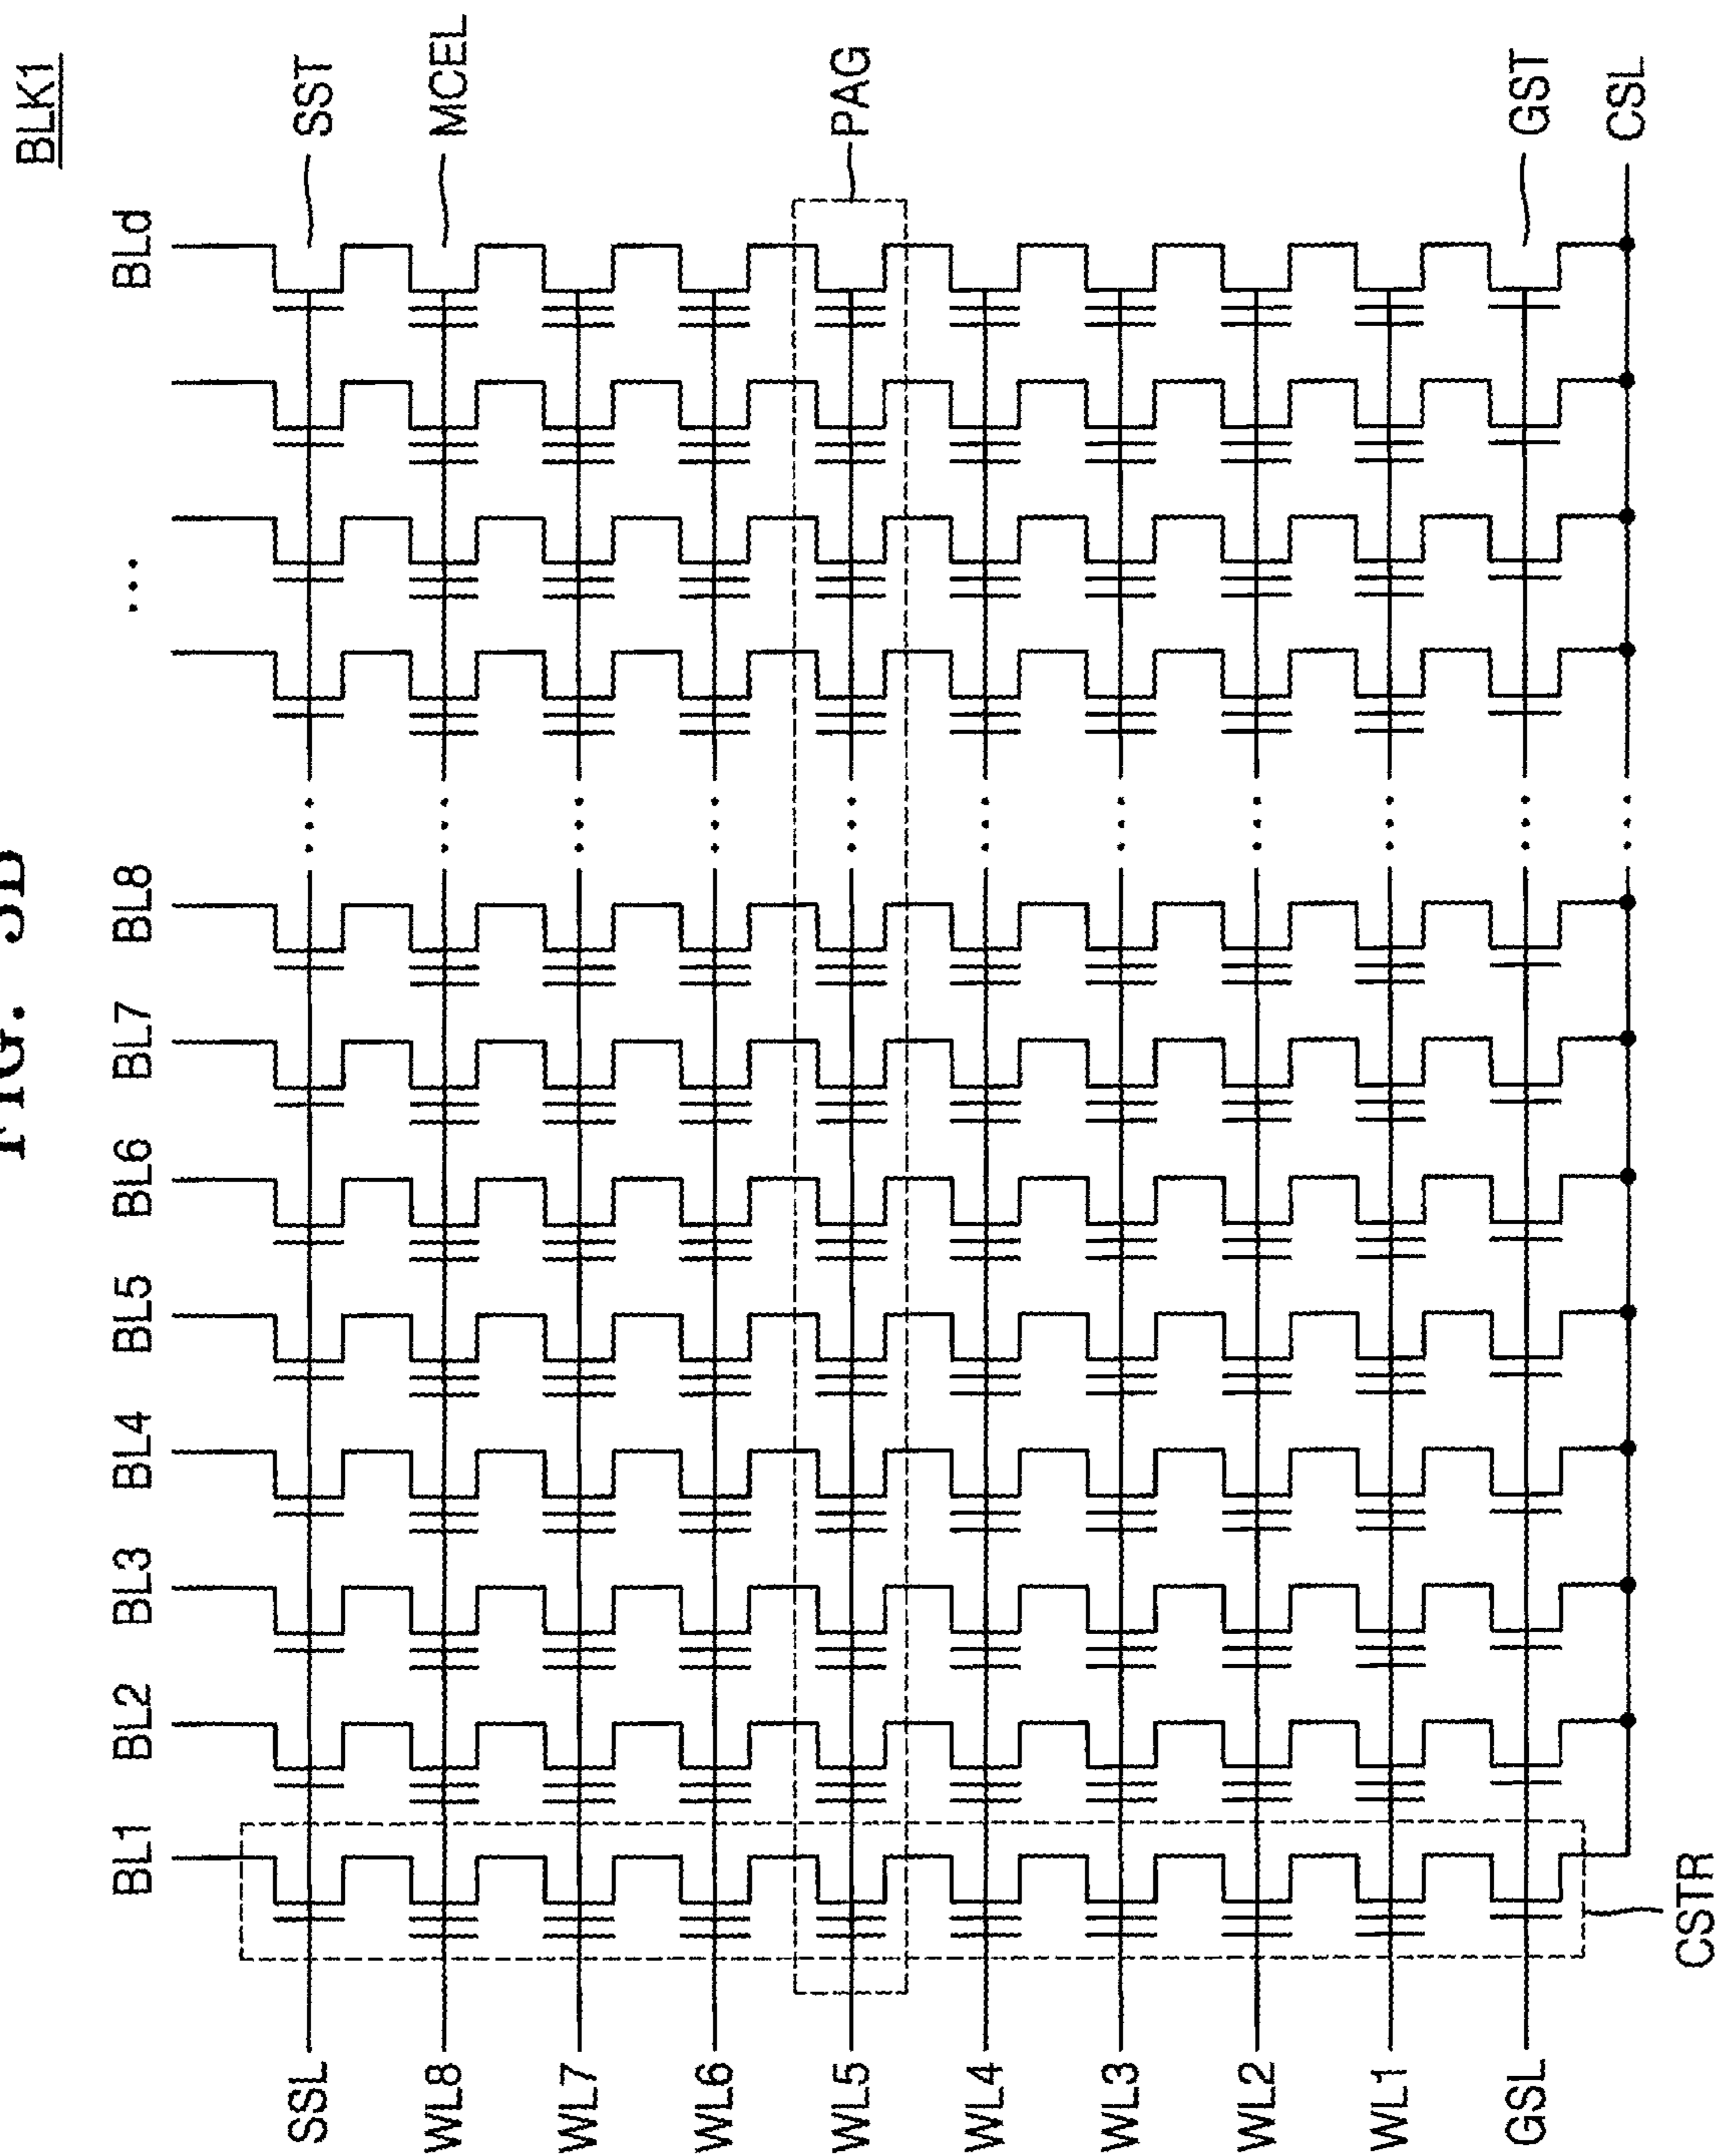 BLK1
BL1 BL2 BL3 BL4 BL5 BL6 BL7 BL8 ... BLd
SSL SST
WL8 MCEL
WL7
WL6
WL5 PAG
WL4
WL3
WL2
WL1
GSL GST
CSL
CSTR